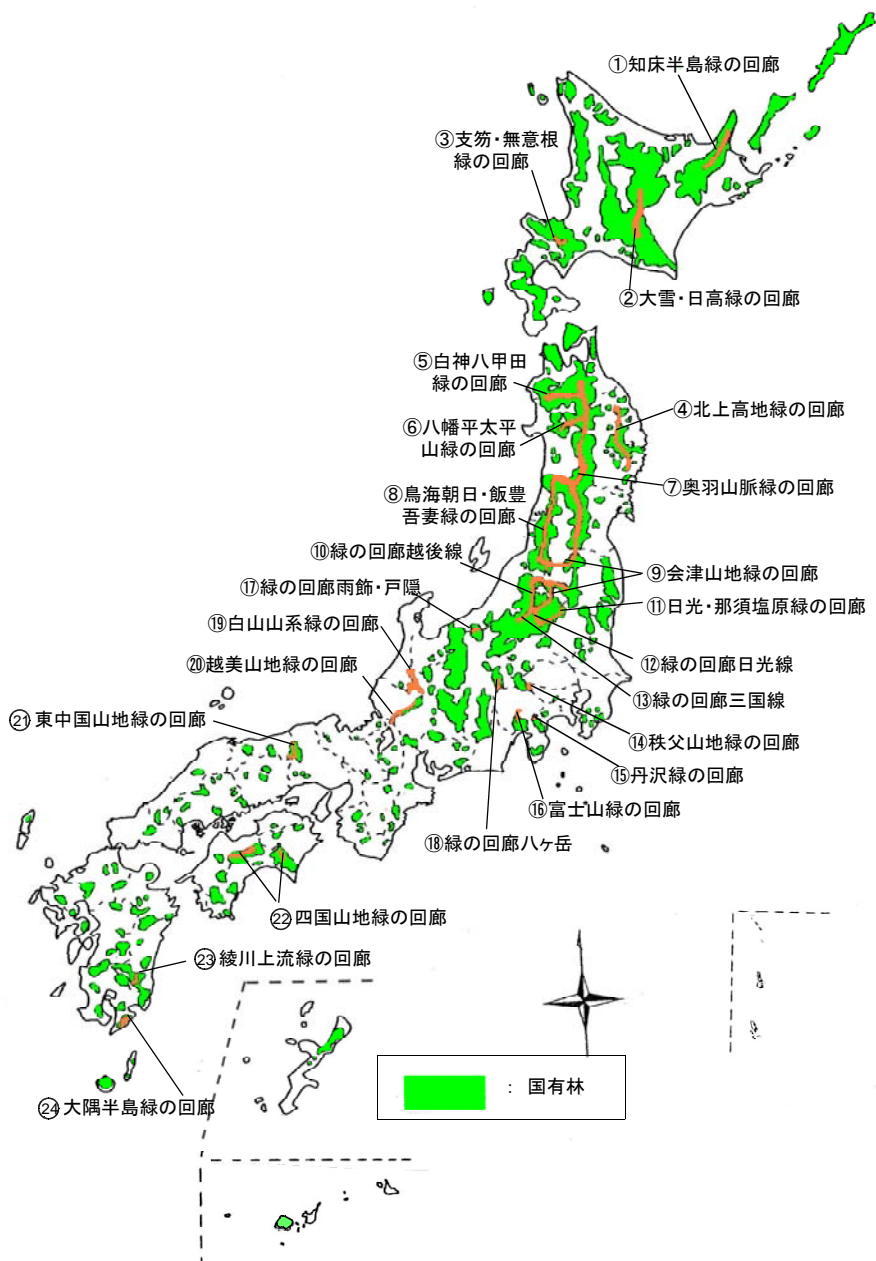 ①知床半島緑の回廊
③支笏・無意根
緑の回廊
②大雪・日高緑の回廊
⑤白神八甲田
緑の回廊
④北上高地緑の回廊
⑥八幡平太平
山緑の回廊
⑦奥羽山脈緑の回廊
⑧鳥海朝日・飯豊
吾妻緑の回廊
⑩緑の回廊越後線
⑨会津山地緑の回廊
⑰緑の回廊雨飾・戸隠
⑪日光・那須塩原緑の回廊
⑲白山山系緑の回廊
⑫緑の回廊日光線
⑳越美山地緑の回廊
⑬緑の回廊三国線
㉑東中国山地緑の回廊
⑭秩父山地緑の回廊
⑮丹沢緑の回廊
⑯富士山緑の回廊
⑱緑の回廊八ヶ岳
㉒四国山地緑の回廊
㉓綾川上流緑の回廊
㉔大隅半島緑の回廊
：国有林